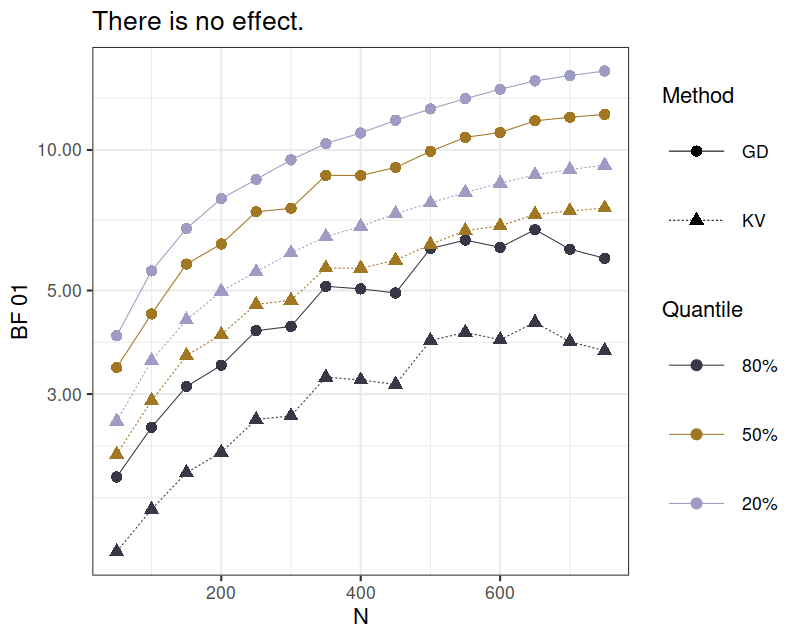 There is no effect.
10.00
5.00
3.00
BF 01
200
400
600
N
Method
GD
KV
Quantile
80%
50%
20%